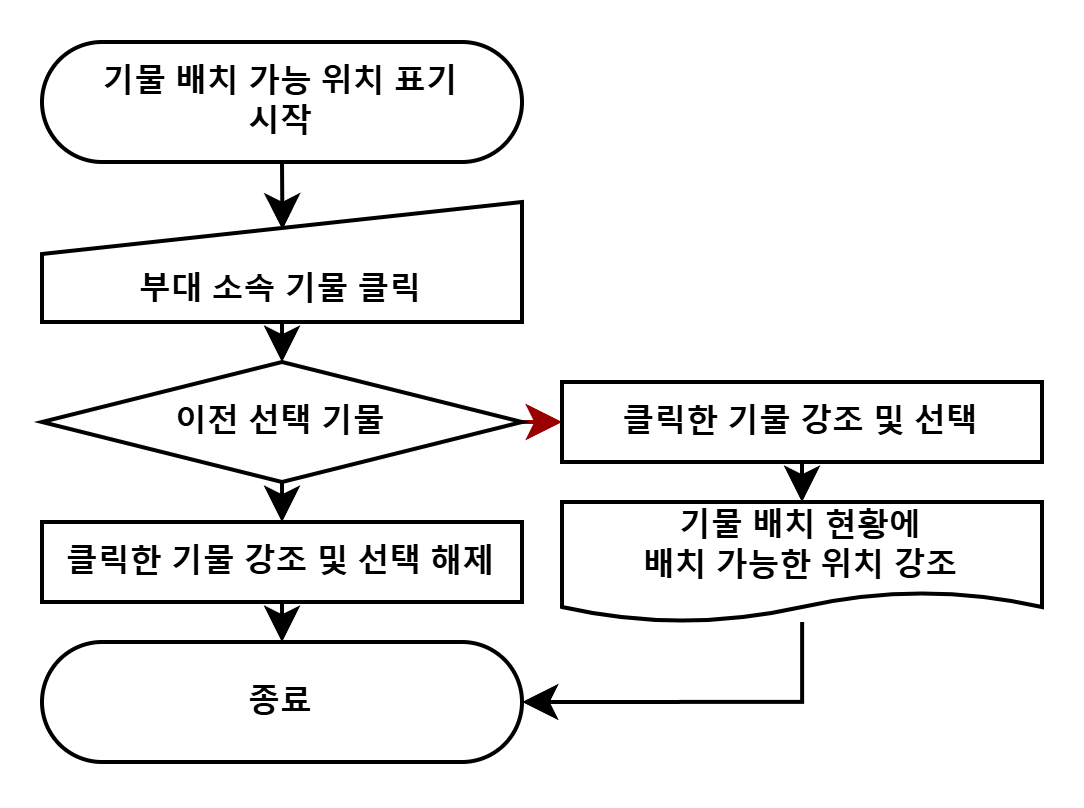 기물 배치 가능 위치 표기
시작
부대 소속 기물 클릭
이전 선택 기물
클릭한 기물 강조 및 선택
클릭한 기물 강조 및 선택 해제
기물 배치 현황에
배치 가능한 위치 강조
종료